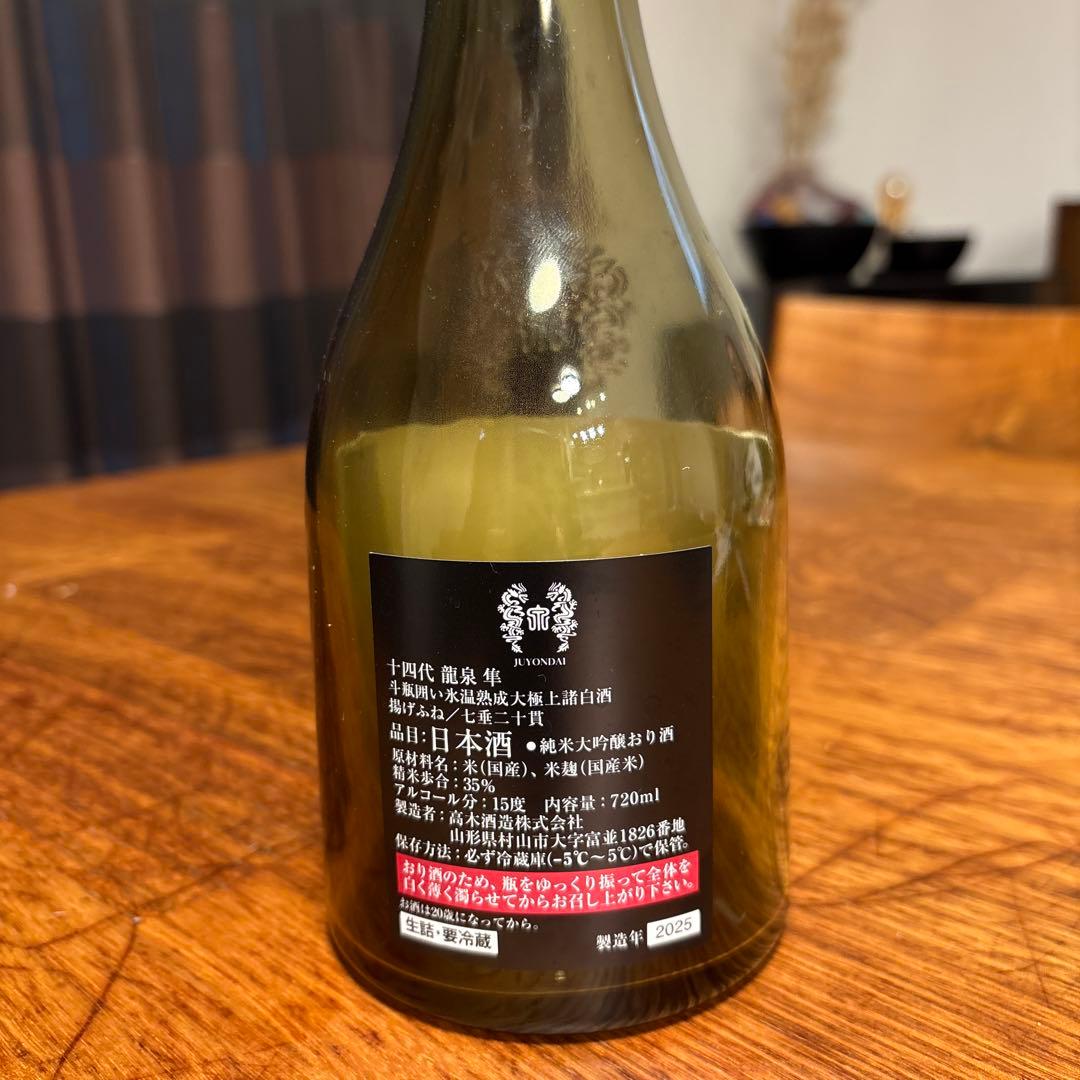 JUYONDAI
十四代 龍泉 隼
斗瓶囲い氷温熟成大極上諸白酒
揚げふね／七垂二十貫
品目:日本酒 ●純米大吟醸おり酒
原材料名：米(国産)、米麹(国産米)
精米歩合：35%
アルコール分：15度 内容量：720ml
製造者：高木酒造株式会社
山形県村山市大字富並1826番地
保存方法：必ず冷蔵庫(−5℃〜5℃)で保管。
おり酒のため、瓶をゆっくり振って全体を
白く薄く濁らせてからお召し上がり下さい。
お酒は20歳になってから。
生詰・要冷蔵
製造年 2025